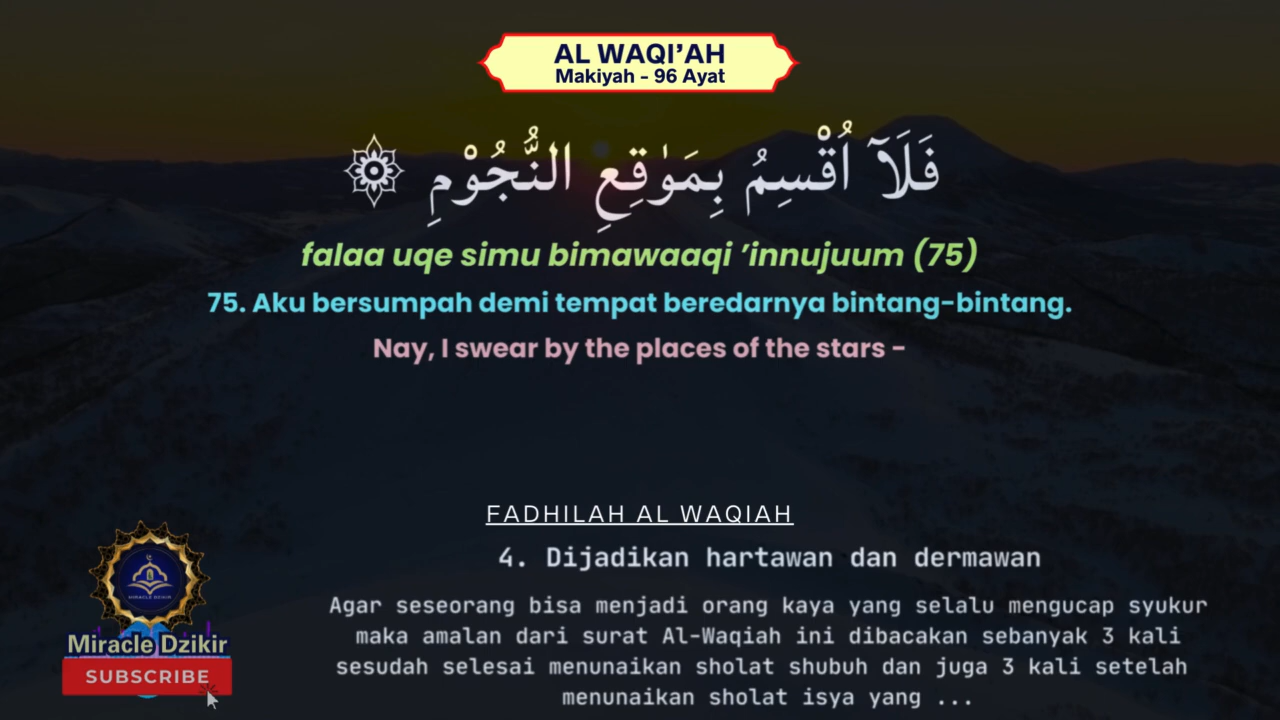 AL WAQI’AH
Makiyah - 96 Ayat
فَلَآ اُقْسِمُ بِمَوٰقِعِ النُّجُوْمِ
falaa uqe simu bimawaaqi ’innujuum (75)
75. Aku bersumpah demi tempat beredarnya bintang-bintang.
Nay, I swear by the places of the stars -
FADHILAH AL WAQIAH
4. Dijadikan hartawan dan dermawan
Agar seseorang bisa menjadi orang kaya yang selalu mengucap syukur
maka amalan dari surat Al-Waqiah ini dibacakan sebanyak 3 kali
sesudah selesai menunaikan sholat shubuh dan juga 3 kali setelah
menunaikan sholat isya yang ...
MIRACLE DZIKIR
Miracle Dzikir
SUBSCRIBE